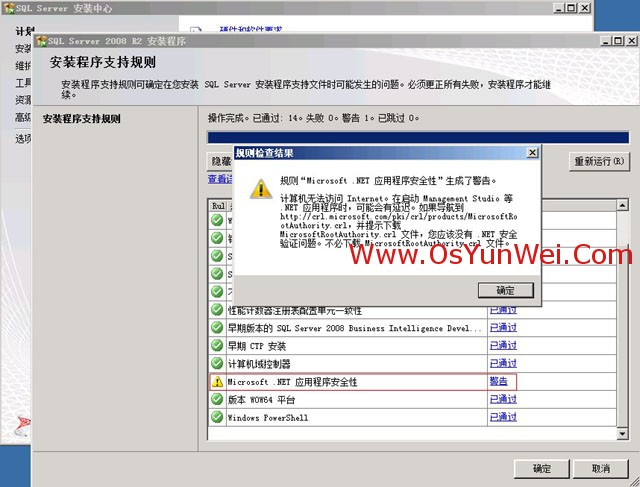 SQL Server 安装中心
计划
硬件和软件要求
安装
维护
工具
资源
高级
选项
SQL Server 2008 R2 安装程序
安装程序支持规则
安装程序支持规则可确定在您安装 SQL Server 安装程序支持文件时可能发生的问题。必须更正所有失败，安装程序才能继
续。
安装程序支持规则
操作完成。已通过: 14。失败 0。警告 1。已跳过 0。
隐藏
重新运行(R)
查看详
规则检查结果
规则“Microsoft .NET 应用程序安全性”生成了警告。
计算机无法访问 Internet。在启动 Management Studio 等
.NET 应用程序时，可能会有延迟。如果导航到
http://crl.microsoft.com/pki/crl/products/MicrosoftRo
otAuthority.crl，并提示下载
MicrosoftRootAuthority.crl 文件，您应该没有 .NET 安全
验证问题。不必下载 MicrosoftRootAuthority.crl 文件。
确定
www.OsYunWei.Com
Rul
性能计数器注册表配置单元一致性 已通过
早期版本的 SQL Server 2008 Business Intelligence Devel... 已通过
早期 CTP 安装 已通过
计算机域控制器 已通过
Microsoft .NET 应用程序安全性 警告
版本 WOW64 平台 已通过
Windows PowerShell 已通过
确定 取消